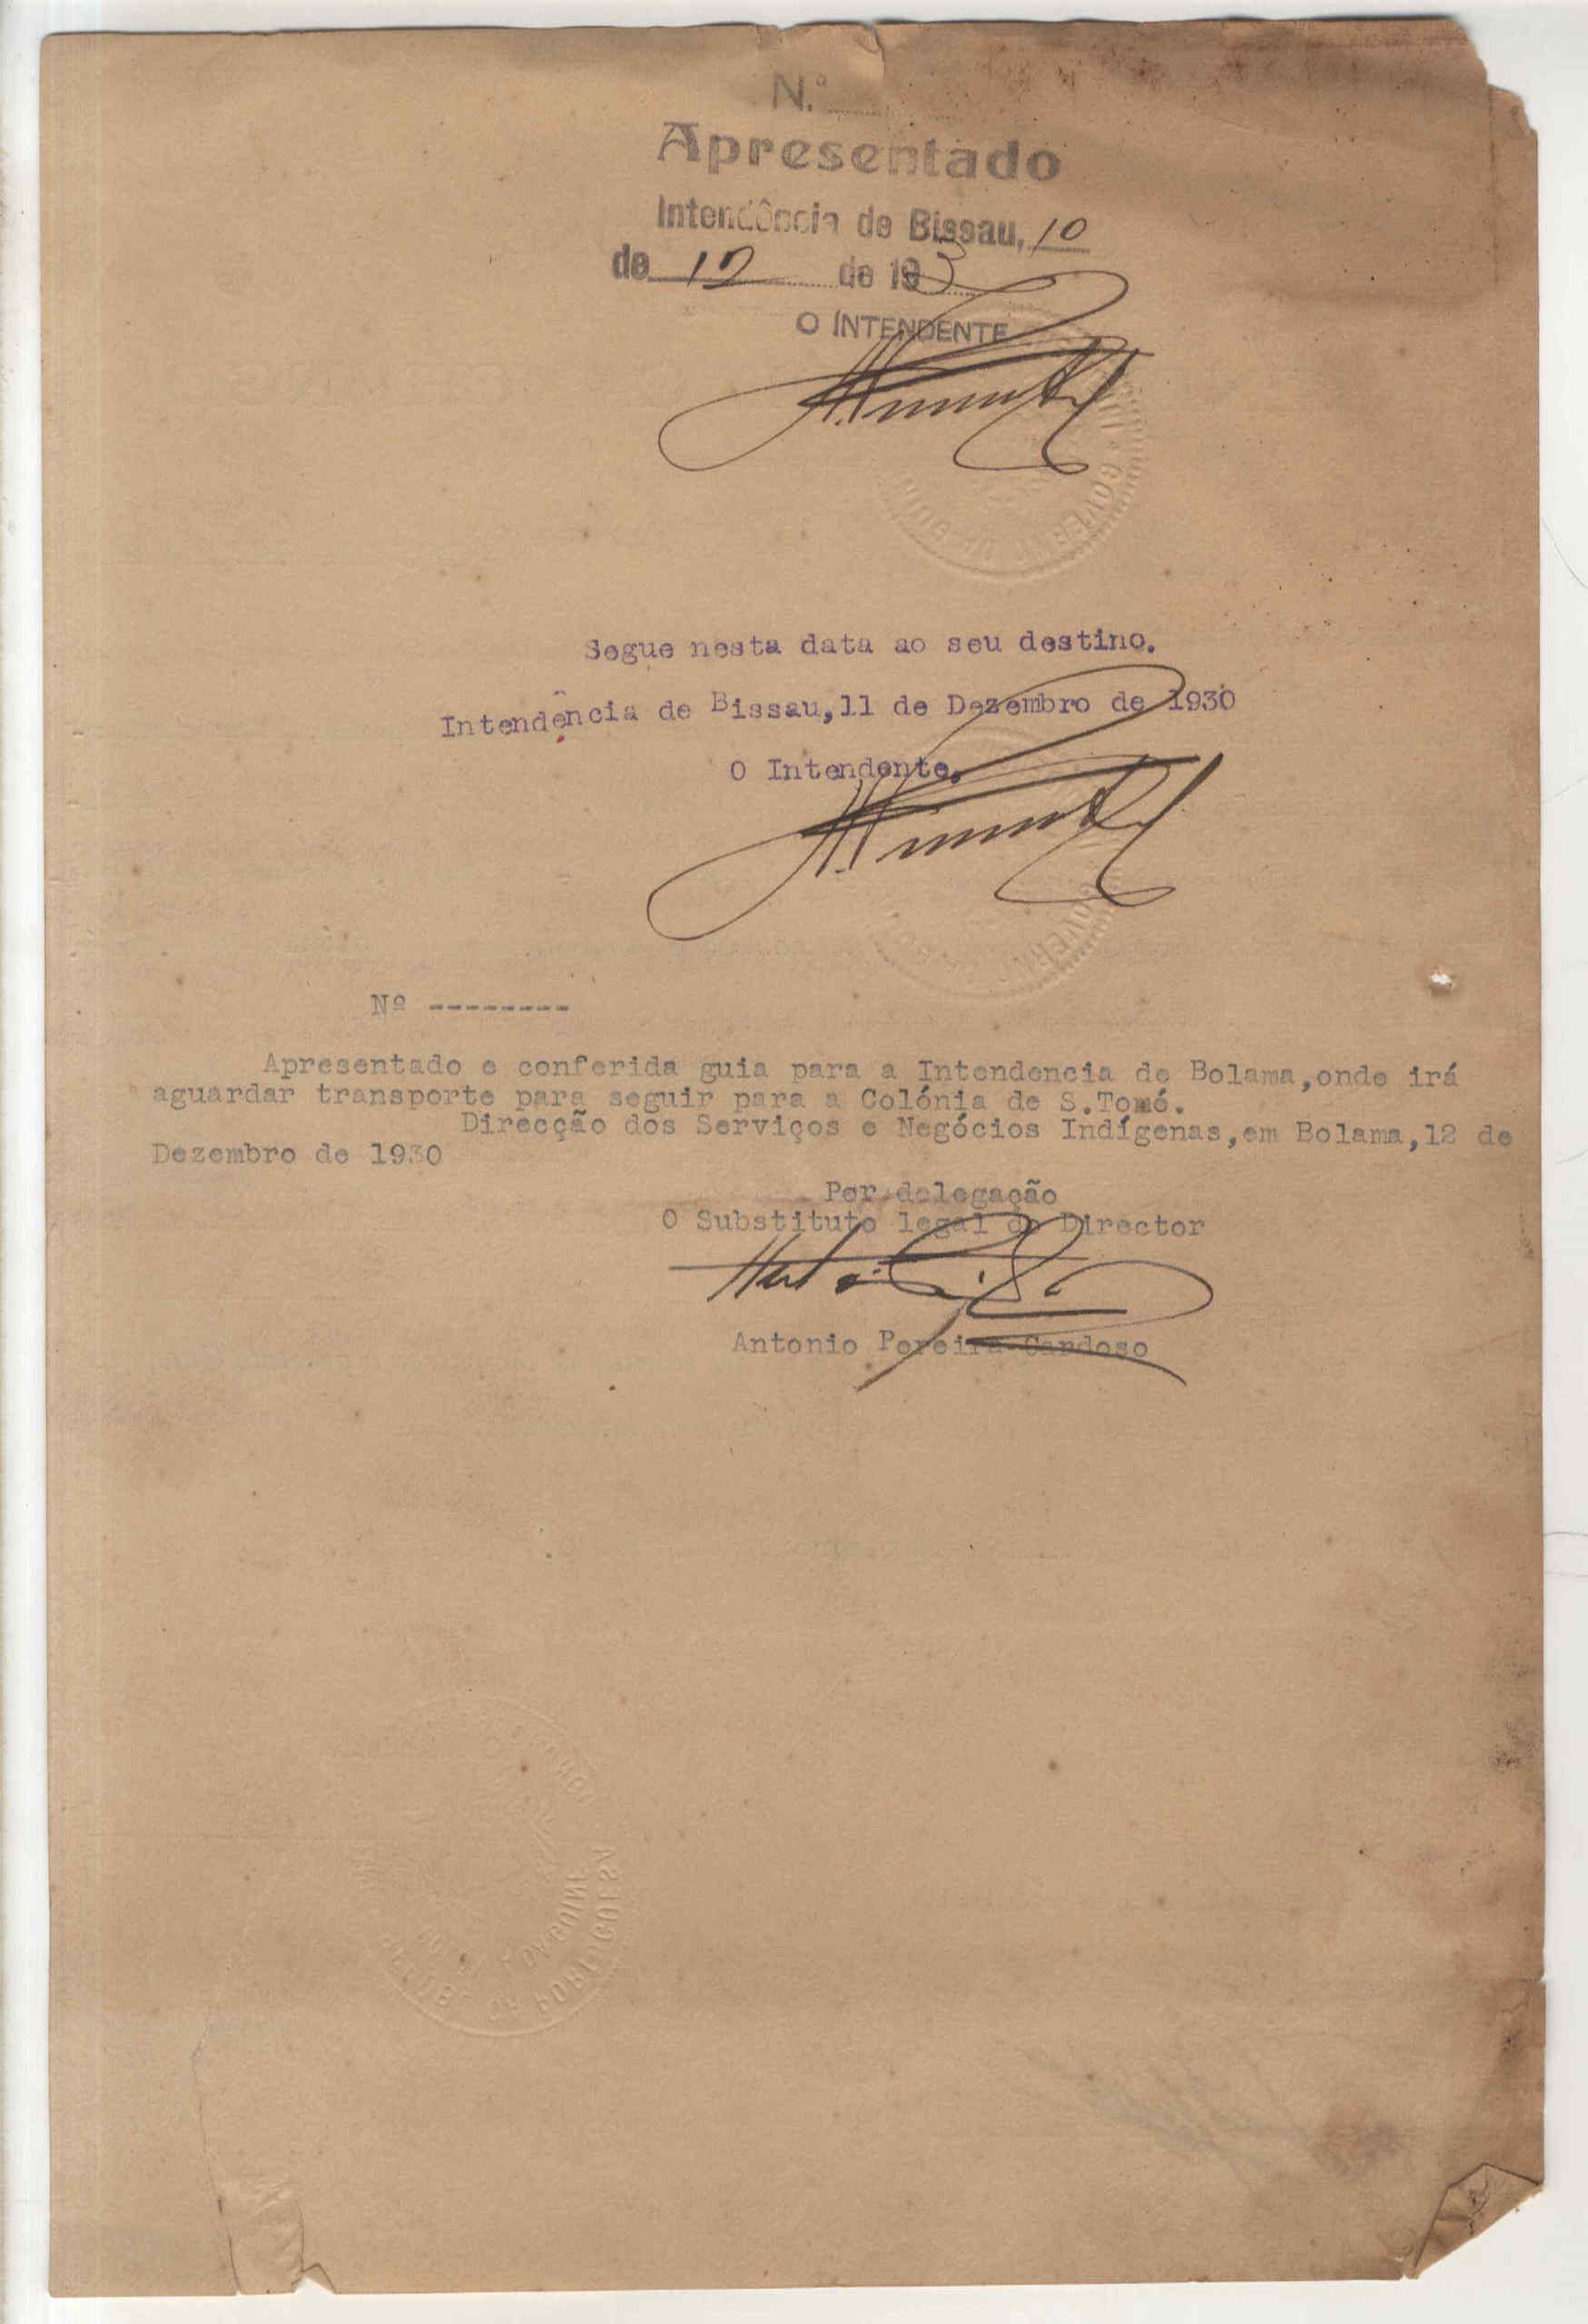 N.º
Apresentado
Intendência de Bissau, 10
de 12 de 193
O INTENDENTE
Segue nesta data ao seu destino.
Intendência de Bissau,11 de Dezembro de 1930
O Intendente,
Nº ---------
Apresentado e conferida guia para a Intendencia de Bolama,onde irá
aguardar transporte para seguir para a Colónia de S.Tomé.
Direcção dos Serviços e Negócios Indígenas,em Bolama,12 de
Dezembro de 1930
Por delegação
O Substituto legal do Director
Antonio Pereira Cardoso